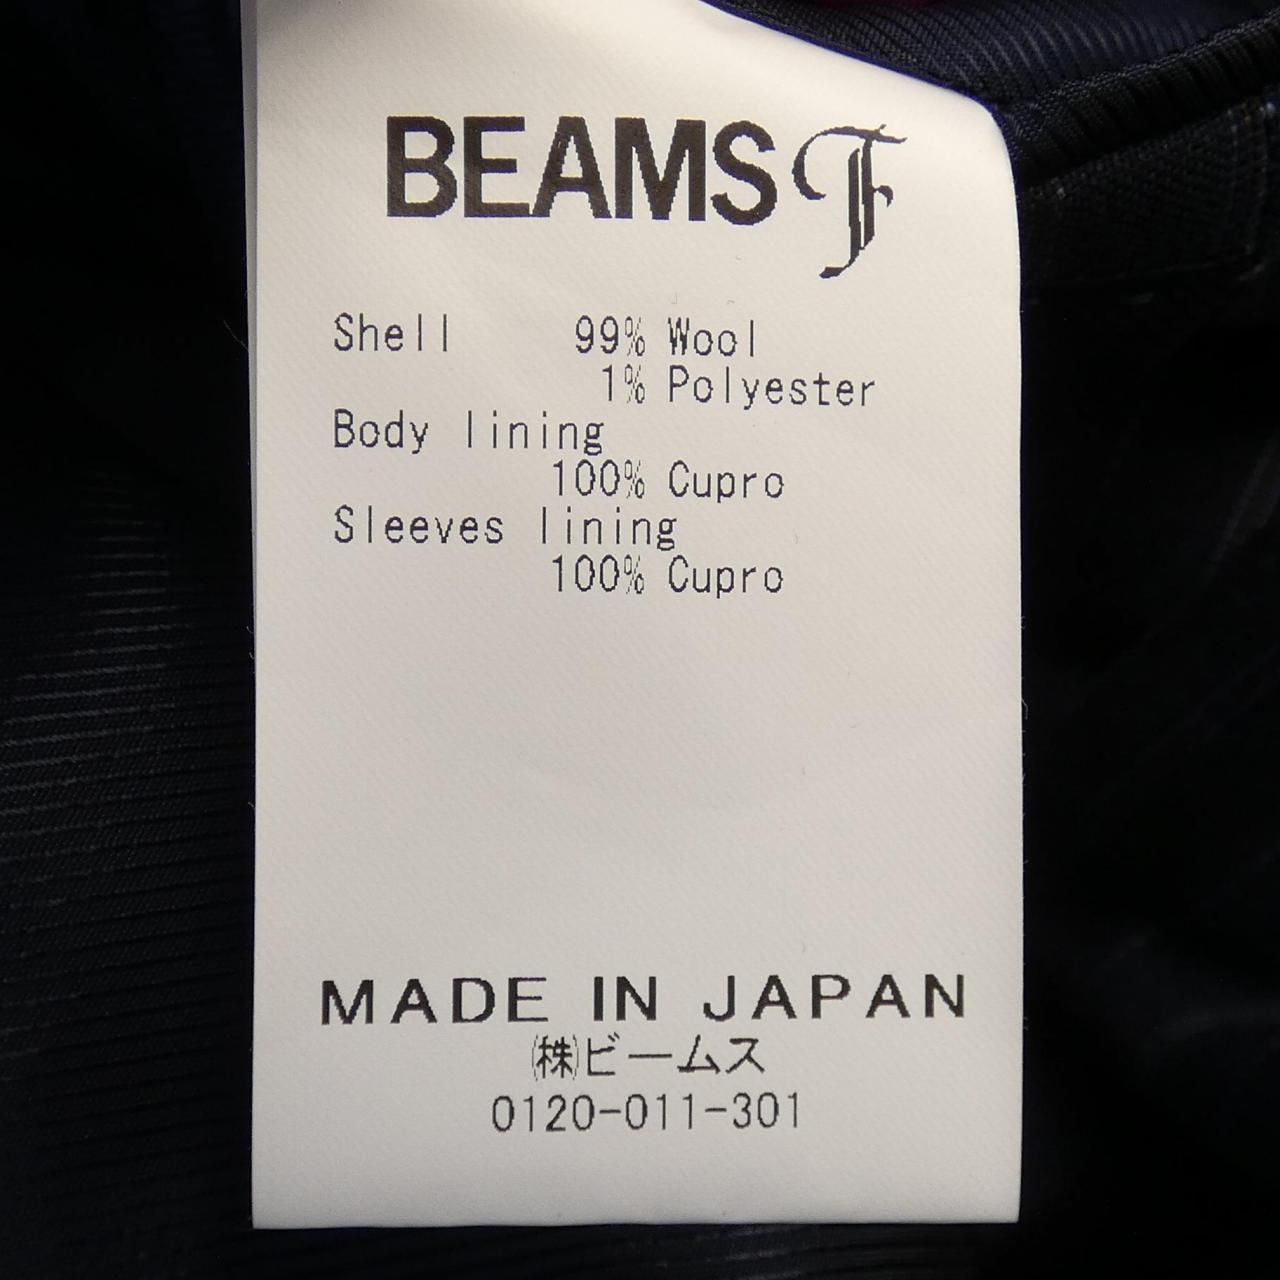 BEAMS F
Shell 99% Wool
1% Polyester
Body lining
100% Cupro
Sleeves lining
100% Cupro
MADE IN JAPAN
㈱ビームス
0120-011-301